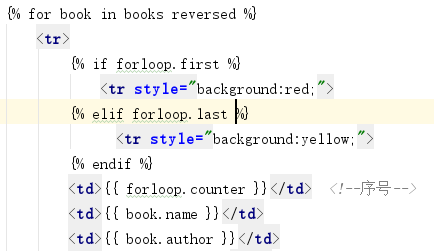 {% for book in books reversed %}
<tr>
{% if forloop.first %}
<tr style="background:red;">
{% elif forloop.last %}
<tr style="background:yellow;">
{% endif %}
<td>{{ forloop.counter }}</td> <!--序号-->
<td>{{ book.name }}</td>
<td>{{ book.author }}</td>